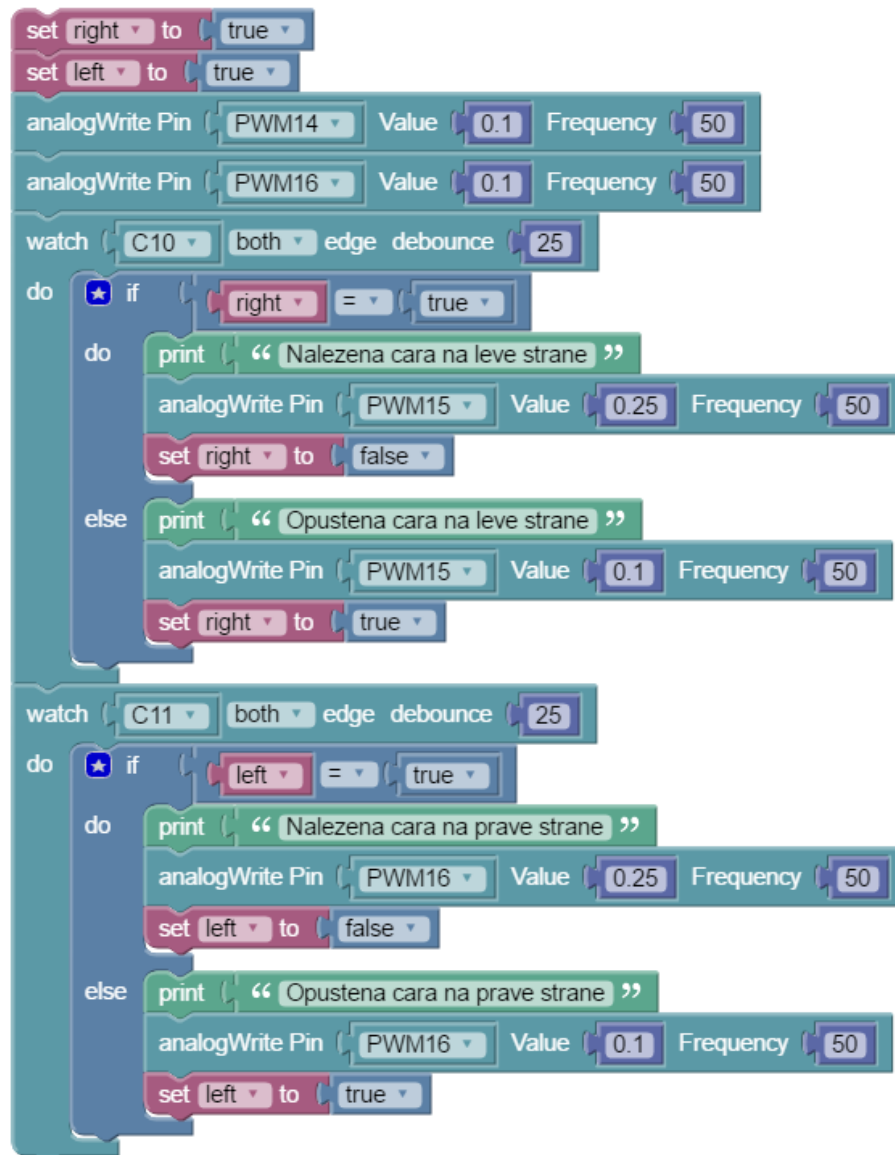 set right to true
set left to true
analogWrite Pin PWM14 Value 0.1 Frequency 50
analogWrite Pin PWM16 Value 0.1 Frequency 50
watch C10 both edge debounce 25
do if right = true
do print “ Nalezena cara na leve strane ”
analogWrite Pin PWM15 Value 0.25 Frequency 50
set right to false
else print “ Opustena cara na leve strane ”
analogWrite Pin PWM15 Value 0.1 Frequency 50
set right to true
watch C11 both edge debounce 25
do if left = true
do print “ Nalezena cara na prave strane ”
analogWrite Pin PWM16 Value 0.25 Frequency 50
set left to false
else print “ Opustena cara na prave strane ”
analogWrite Pin PWM16 Value 0.1 Frequency 50
set left to true